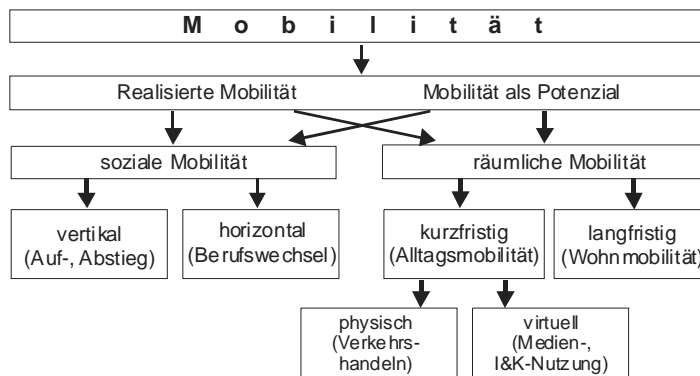 Mobilität
Realisierte Mobilität Mobilität als Potenzial
soziale Mobilität räumliche Mobilität
vertikal
(Auf-, Abstieg)
horizontal
(Berufswechsel)
kurzfristig
(Alltagsmobilität)
langfristig
(Wohnmobilität)
physisch
(Verkehrs-
handeln)
virtuell
(Medien-,
I&K-Nutzung)